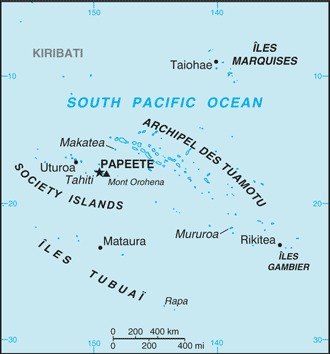 150
140
KIRIBATI
ÎLES
MARQUISES
Taiohae
10
10
SOUTH PACIFIC OCEAN
ARCHIPEL DES TUAMOTU
Makatea
PAPEETE
Uturoa
Tahiti
Mont Orohena
SOCIETY ISLANDS
20
20
Mururoa
Rikitea
Mataura
ÎLES
GAMBIER
ÎLES TUBUAÏ
Rapa
0 200 400 km
0 200 400 mi
30
30
150
140